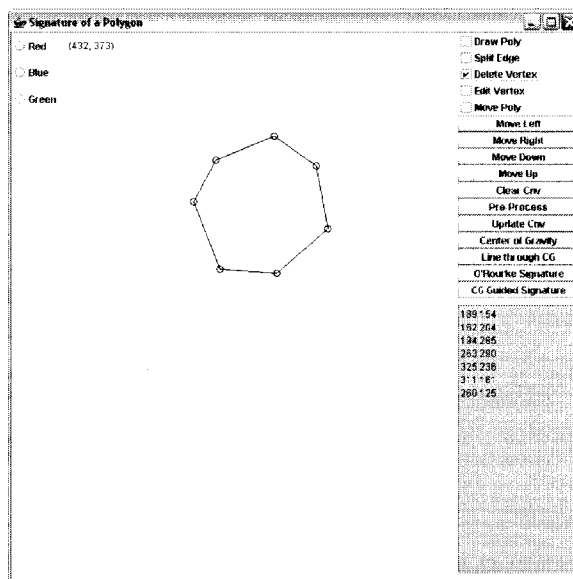 Signature of a Polygon
Red (432, 373)
Blue
Green
Draw Poly
Split Edge
Delete Vertex
Edit Vertex
Move Poly
Move Left
Move Right
Move Down
Move Up
Clear Cnv
Pre-Process
Update Cnv
Center of Gravity
Line through CG
O'Rourke Signature
CG Guided Signature
189 154
162 204
194 285
263 290
325 236
311 161
260 125